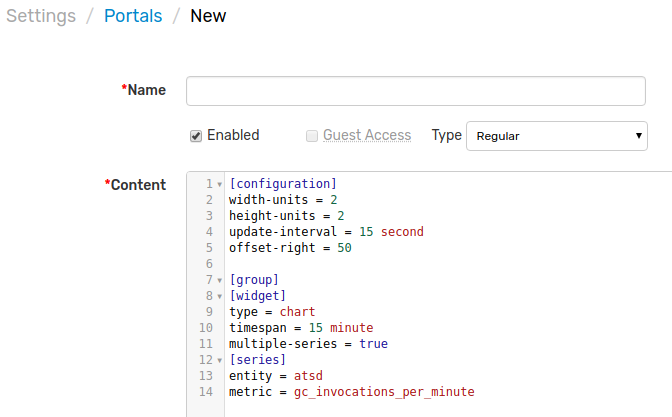 Settings / Portals / New
*Name
Enabled Guest Access Type Regular
*Content
1 [configuration]
2 width-units = 2
3 height-units = 2
4 update-interval = 15 second
5 offset-right = 50
6
7 [group]
8 [widget]
9 type = chart
10 timespan = 15 minute
11 multiple-series = true
12 [series]
13 entity = atsd
14 metric = gc_invocations_per_minute